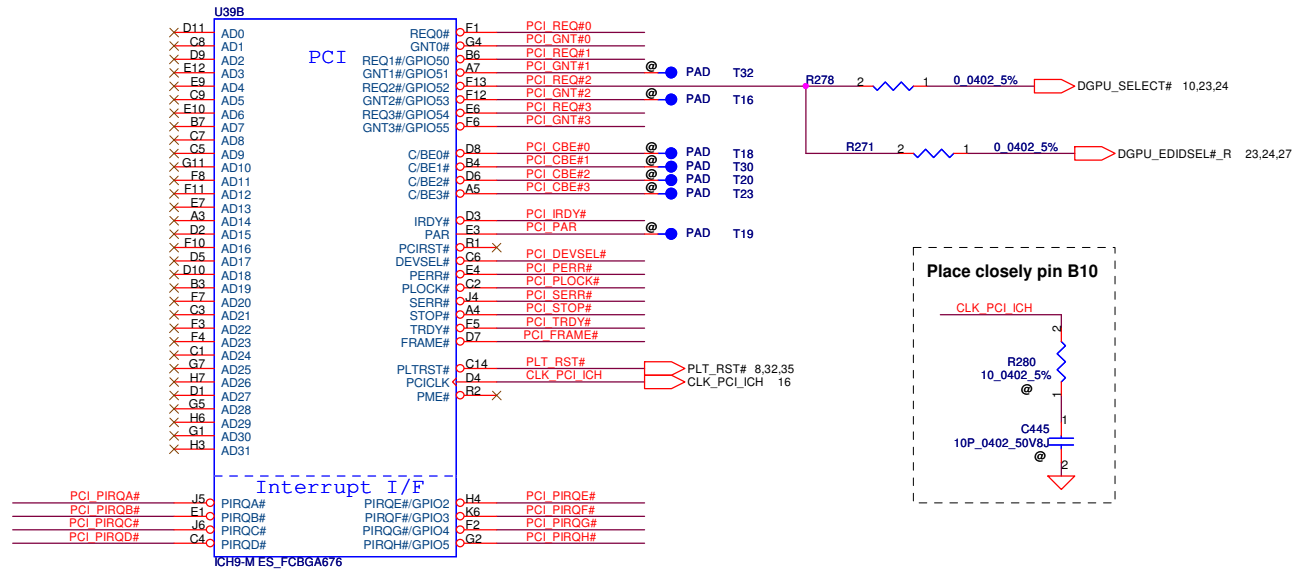 U39B
PCI
D11 AD0 REQ0# F1 PCI_REQ#0
C8 AD1 GNT0# G4 PCI_GNT#0
D9 AD2 REQ1#/GPIO50 B6 PCI_REQ#1
E12 AD3 GNT1#/GPIO51 A7 PCI_GNT#1 @ PAD T32
E9 AD4 REQ2#/GPIO52 F13 PCI_REQ#2 R278 2 1 0_0402_5% DGPU_SELECT# 10,23,24
C9 AD5 GNT2#/GPIO53 F12 PCI_GNT#2 @ PAD T16
E10 AD6 REQ3#/GPIO54 E6 PCI_REQ#3
B7 AD7 GNT3#/GPIO55 F6 PCI_GNT#3
C7 AD8
C5 AD9 C/BE0# D8 PCI_CBE#0 @ PAD T18
R271 2 1 0_0402_5% DGPU_EDIDSEL#_R 23,24,27
G11 AD10 C/BE1# B4 PCI_CBE#1 @ PAD T30
F8 AD11 C/BE2# D6 PCI_CBE#2 @ PAD T20
F11 AD12 C/BE3# A5 PCI_CBE#3 @ PAD T23
E7 AD13
A3 AD14 IRDY# D3 PCI_IRDY#
D2 AD15 PAR E3 PCI_PAR @ PAD T19
F10 AD16 PCIRST# R1
D5 AD17 DEVSEL# C6 PCI_DEVSEL#
D10 AD18 PERR# E4 PCI_PERR#
B3 AD19 PLOCK# C2 PCI_PLOCK#
F7 AD20 SERR# J4 PCI_SERR#
C3 AD21 STOP# A4 PCI_STOP#
F3 AD22 TRDY# F5 PCI_TRDY#
F4 AD23 FRAME# D7 PCI_FRAME#
C1 AD24
G7 AD25 PLTRST# C14 PLT_RST# PLT_RST# 8,32,35
H7 AD26 PCICLK D4 CLK_PCI_ICH CLK_PCI_ICH 16
D1 AD27 PME# R2
G5 AD28
H6 AD29
G1 AD30
H3 AD31
Interrupt I/F
PCI_PIRQA# J5 PIRQA# PIRQE#/GPIO2 H4 PCI_PIRQE#
PCI_PIRQB# E1 PIRQB# PIRQF#/GPIO3 K6 PCI_PIRQF#
PCI_PIRQC# J6 PIRQC# PIRQG#/GPIO4 F2 PCI_PIRQG#
PCI_PIRQD# C4 PIRQD# PIRQH#/GPIO5 G2 PCI_PIRQH#
ICH9-M ES_FCBGA676
Place closely pin B10
CLK_PCI_ICH
2
R280
10_0402_5%
@
1
1
C445
10P_0402_50V8J
@
2